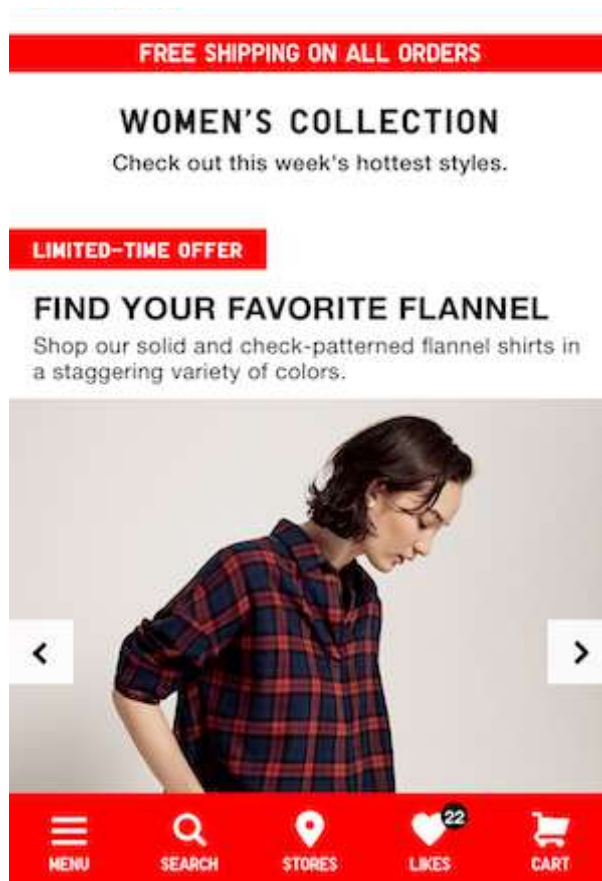 FREE SHIPPING ON ALL ORDERS
WOMEN'S COLLECTION
Check out this week's hottest styles.
LIMITED-TIME OFFER
FIND YOUR FAVORITE FLANNEL
Shop our solid and check-patterned flannel shirts in
a staggering variety of colors.
22
MENU SEARCH STORES LIKES CART